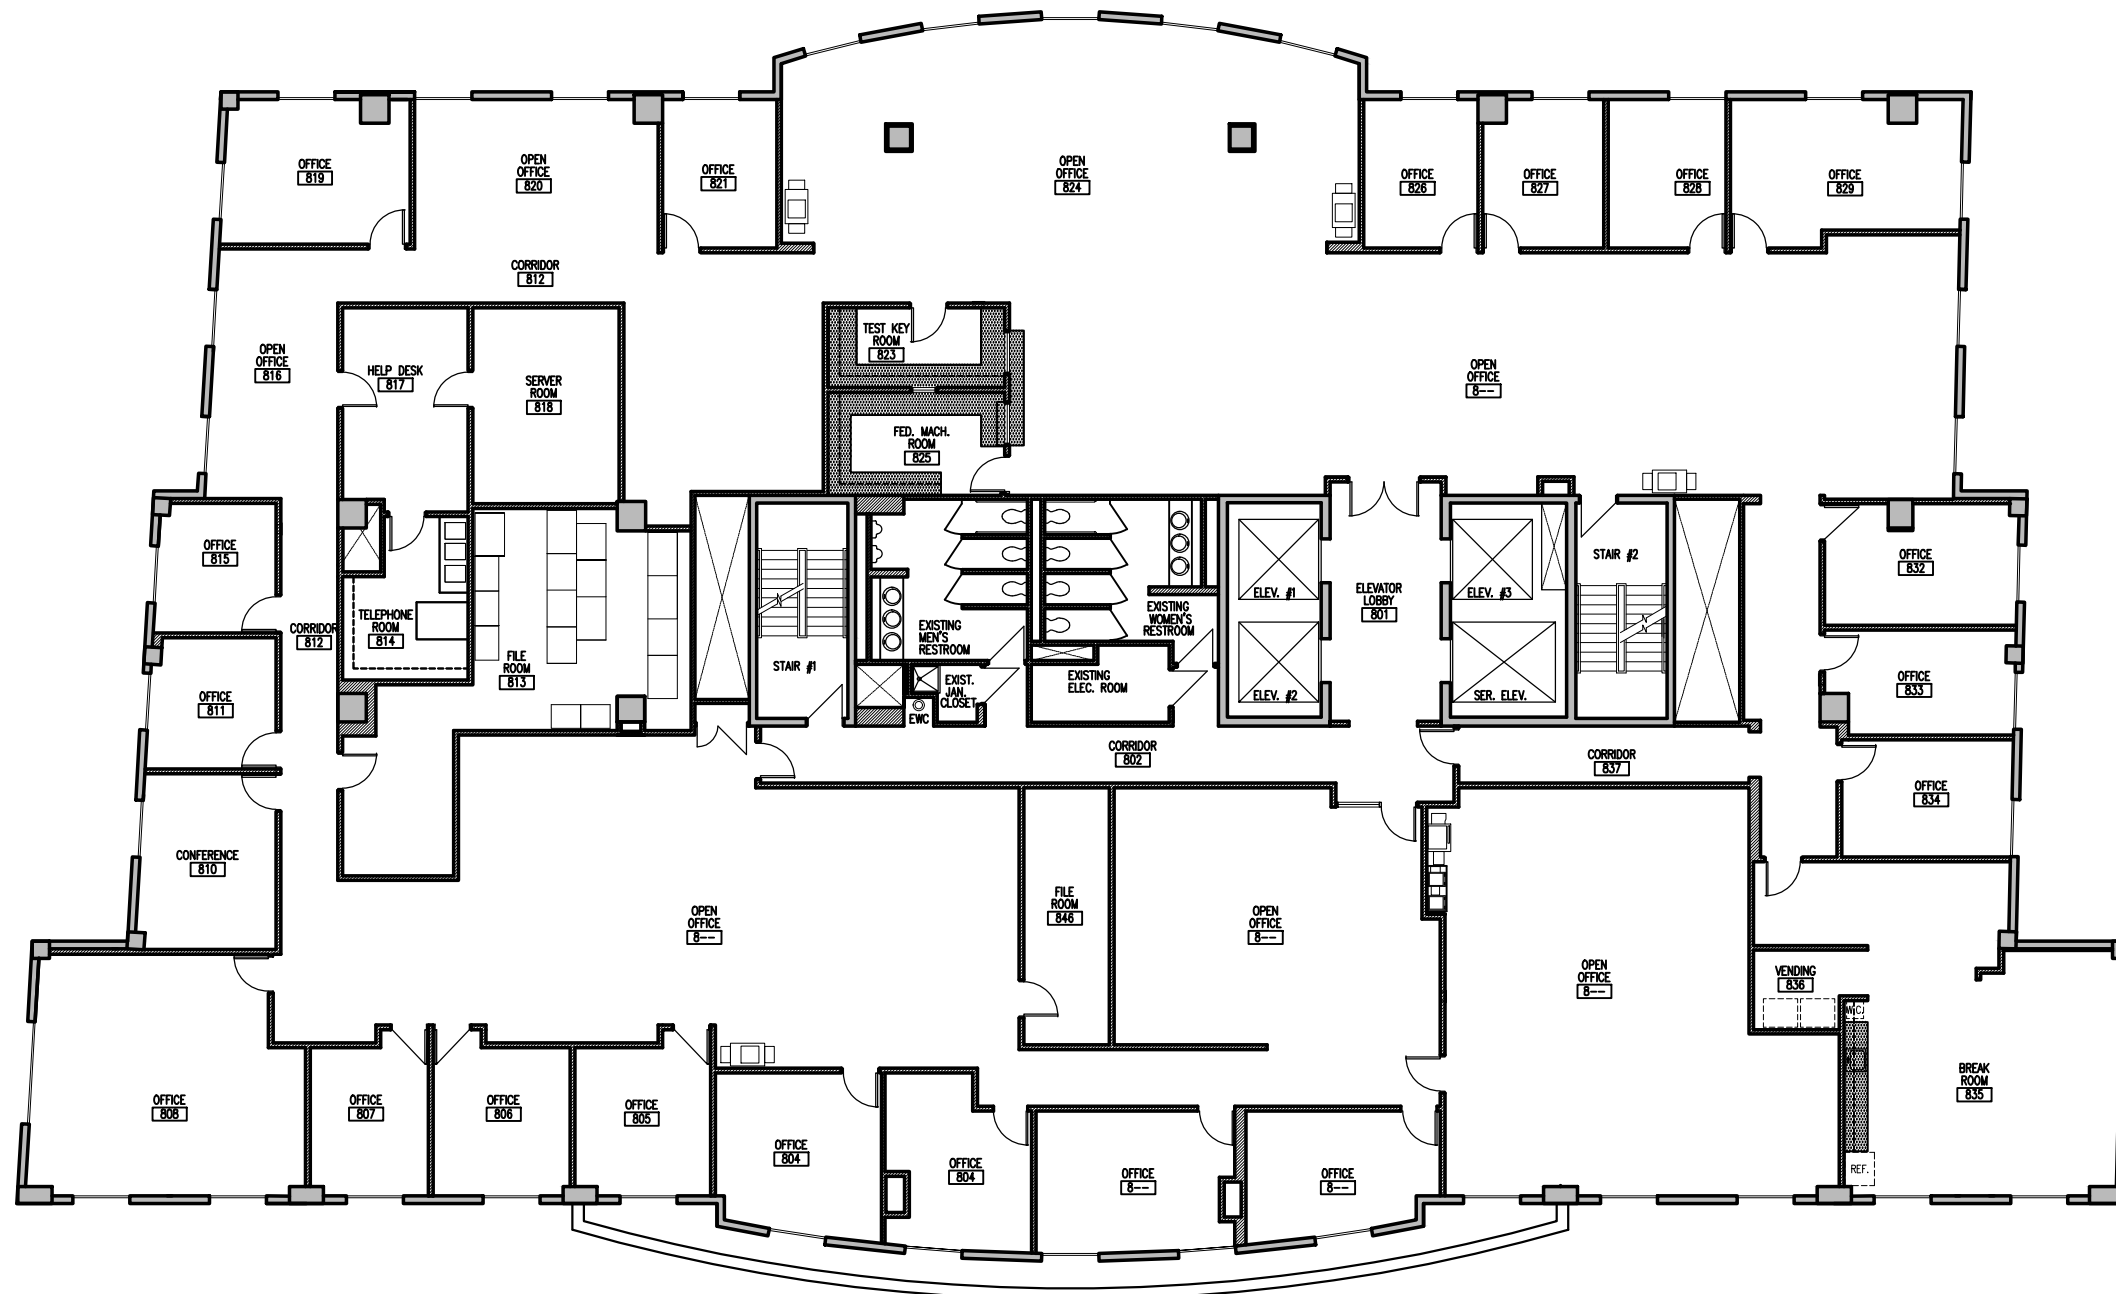 OFFICE
819
OPEN
OFFICE
820
OFFICE
821
OPEN
OFFICE
824
OFFICE
826
OFFICE
827
OFFICE
828
OFFICE
829
CORRIDOR
812
OPEN
OFFICE
816
HELP DESK
817
SERVER
ROOM
818
TEST KEY
ROOM
823
FED. MACH.
ROOM
825
OPEN
OFFICE
8--
OFFICE
815
CORRIDOR
812
TELEPHONE
ROOM
814
FILE
ROOM
813
STAIR #1
EXISTING
MEN'S
RESTROOM
EXISTING
WOMEN'S
RESTROOM
EXIST.
JAN.
CLOSET
EWC
EXISTING
ELEC. ROOM
ELEV. #1
ELEV. #2
ELEVATOR
LOBBY
801
ELEV. #3
SER. ELEV.
STAIR #2
OFFICE
832
OFFICE
833
OFFICE
811
CORRIDOR
802
CORRIDOR
837
OFFICE
834
CONFERENCE
810
OPEN
OFFICE
8--
FILE
ROOM
846
OPEN
OFFICE
8--
OPEN
OFFICE
8--
VENDING
836
W.C.
BREAK
ROOM
835
REF.
OFFICE
808
OFFICE
807
OFFICE
806
OFFICE
805
OFFICE
804
OFFICE
804
OFFICE
8--
OFFICE
8--